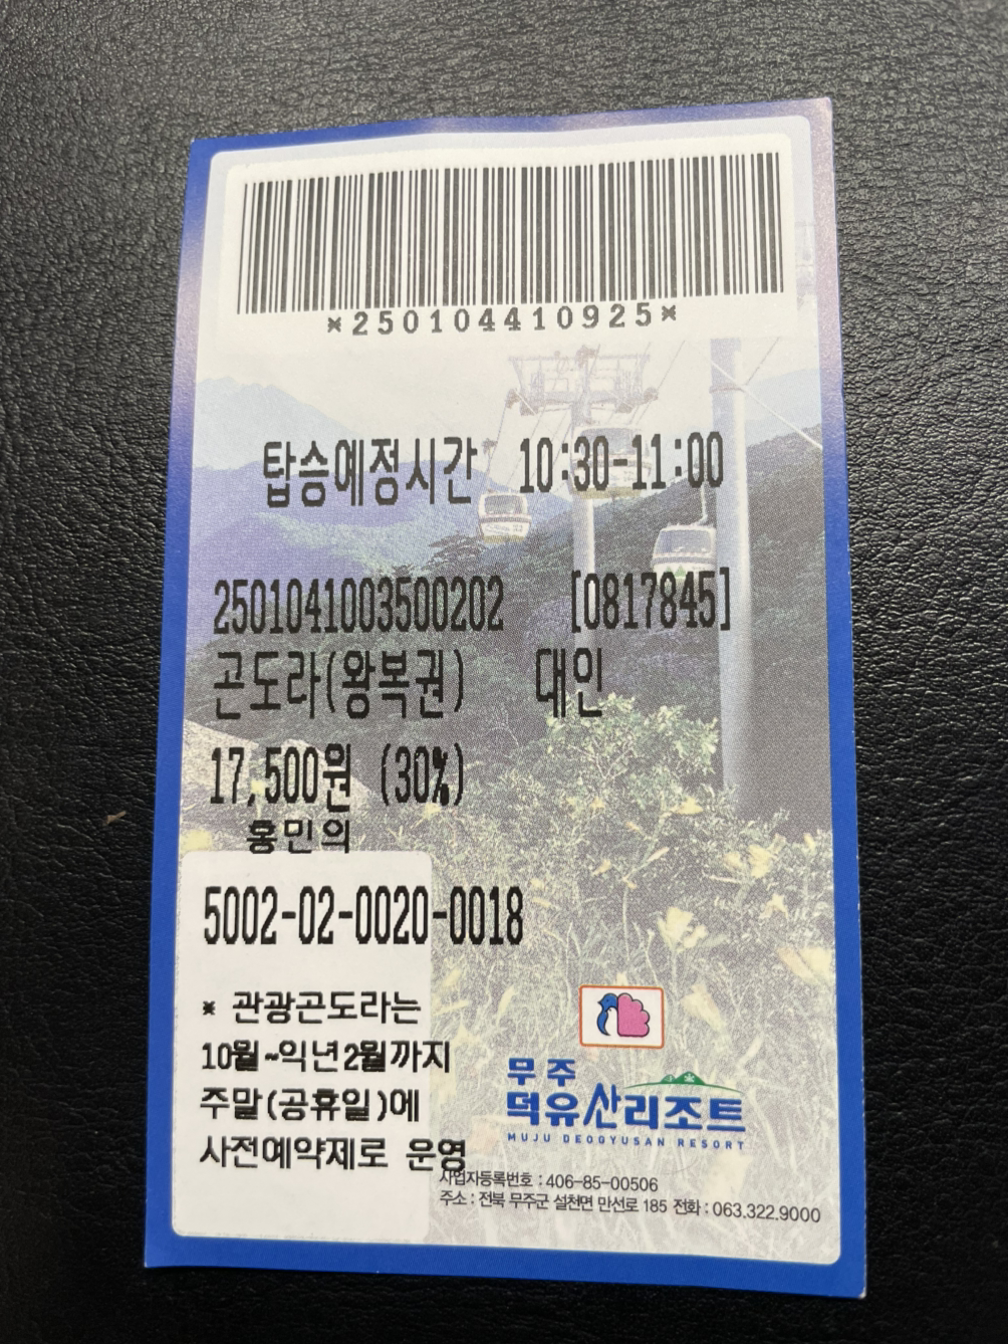 *250104410925*
탑승예정시간 10:30-11:00
2501041003500202 [0817845]
곤도라(왕복권) 대인
17,500원 (30%)
홍민의
5002-02-0020-0018
* 관광곤도라는
10월~익년2월까지
주말(공휴일)에
사전예약제로 운영
무주
덕유산리조트
MUJU DEOGYUSAN RESORT
사업자등록번호 : 406-85-00506
주소 : 전북 무주군 설천면 만선로 185 전화 : 063.322.9000